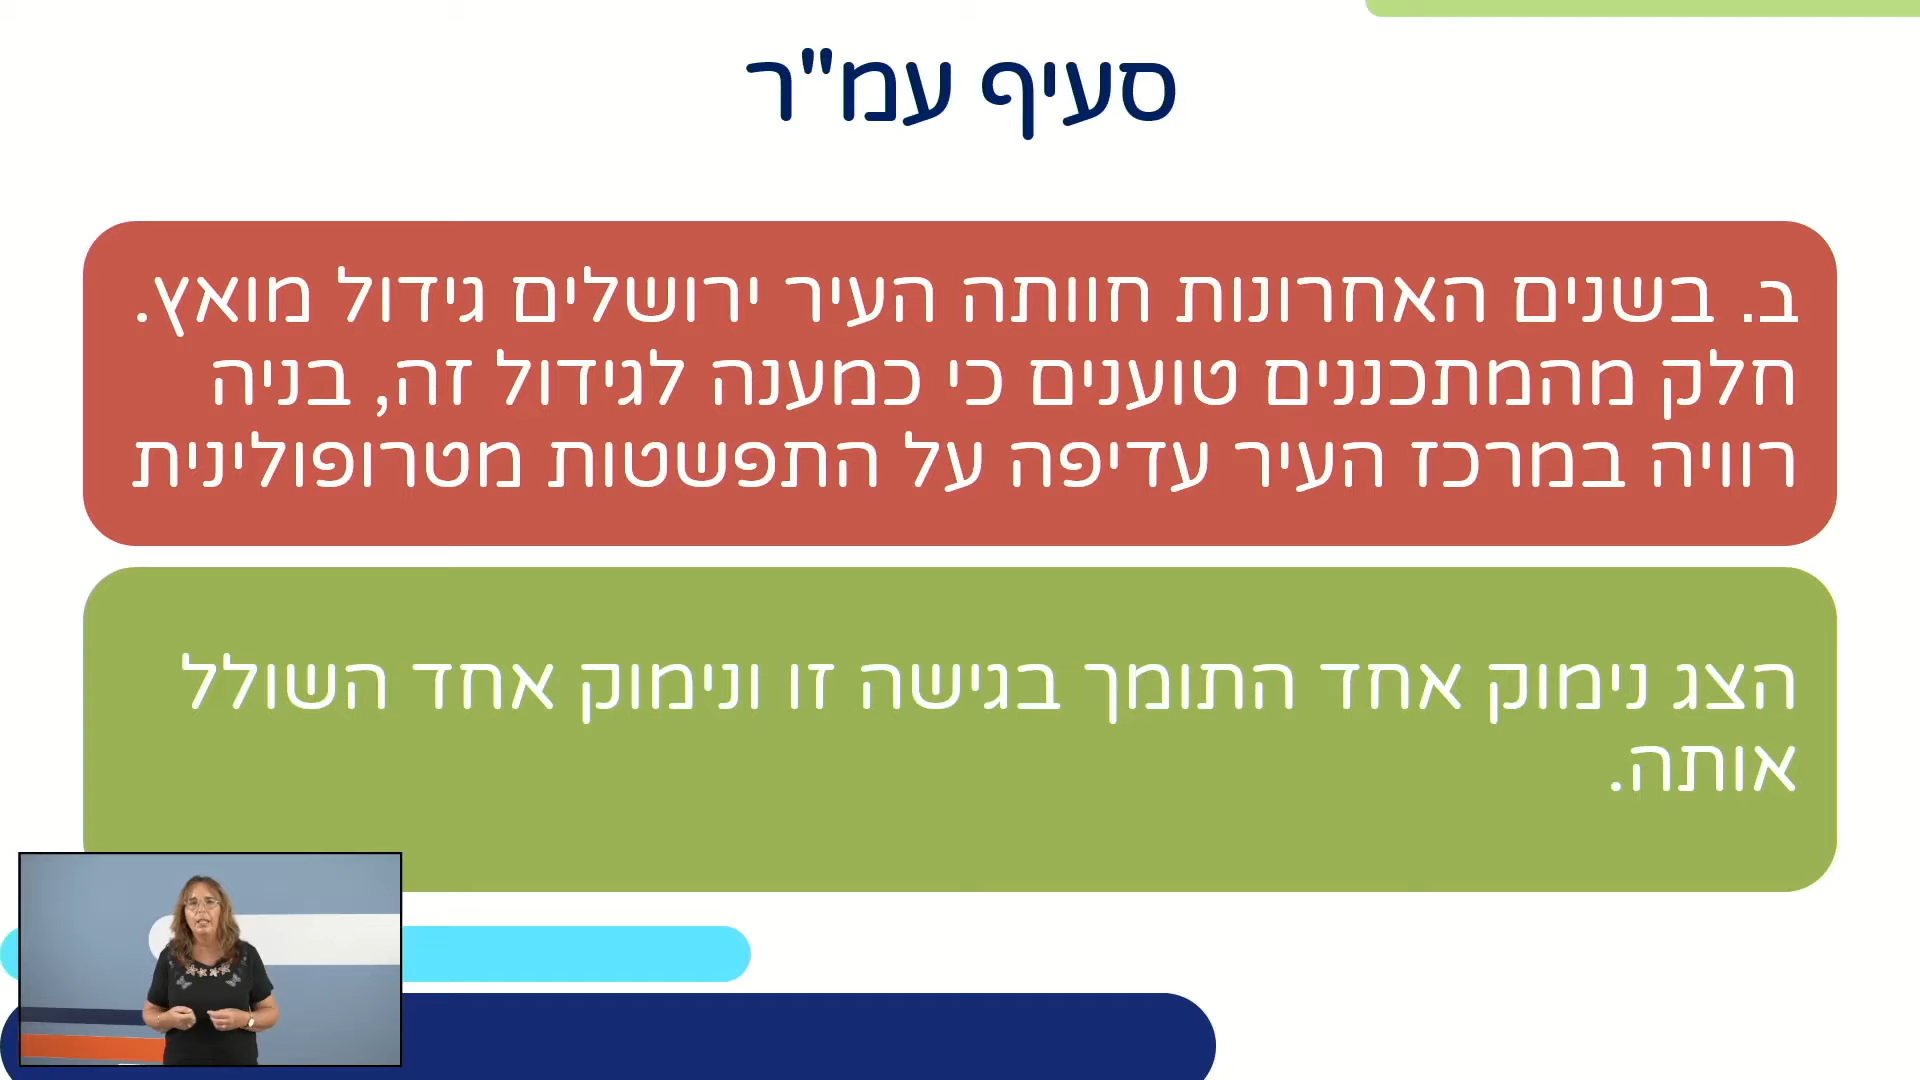 סעיף עמ"ר
ב. בשנים האחרונות חוותה העיר ירושלים גידול מואץ.
חלק מהמתכננים טוענים כי כמענה לגידול זה, בניה
רוויה במרכז העיר עדיפה על התפשטות מטרופולינית
הצג נימוק אחד התומך בגישה זו ונימוק אחד השולל
אותה.